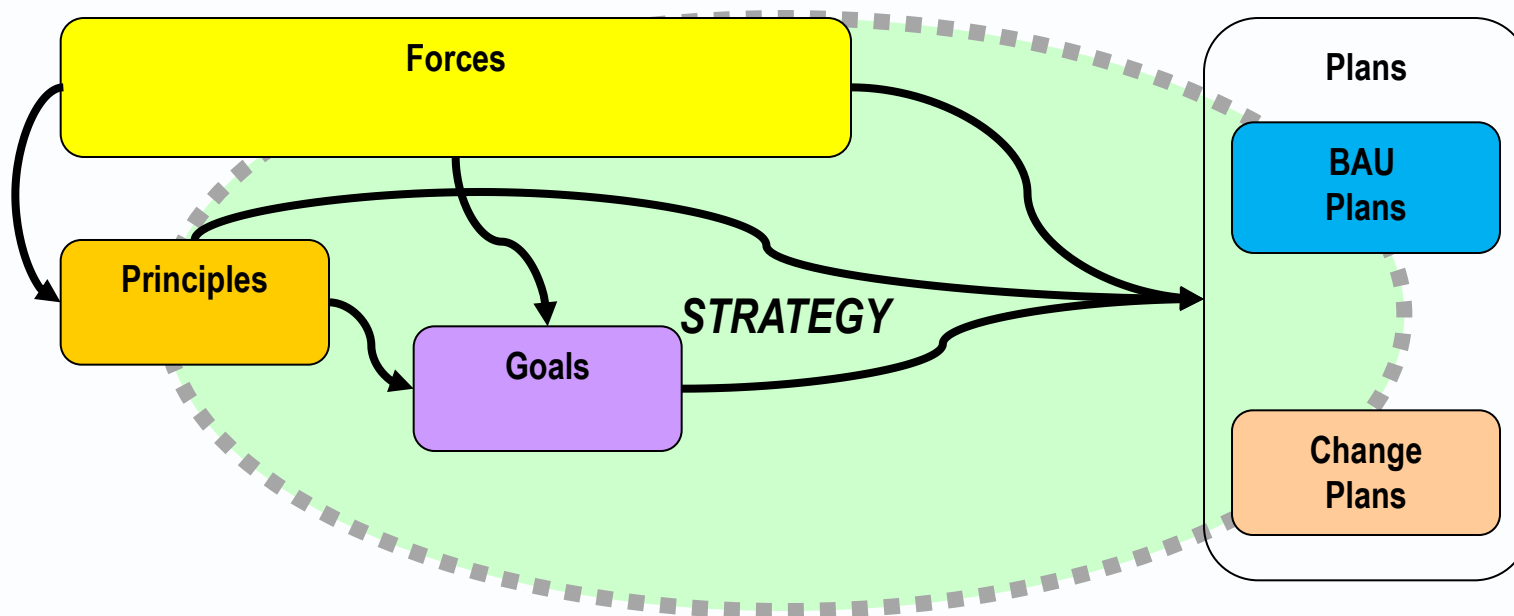 Forces
Plans
BAU
Plans
Principles
STRATEGY
Goals
Change
Plans